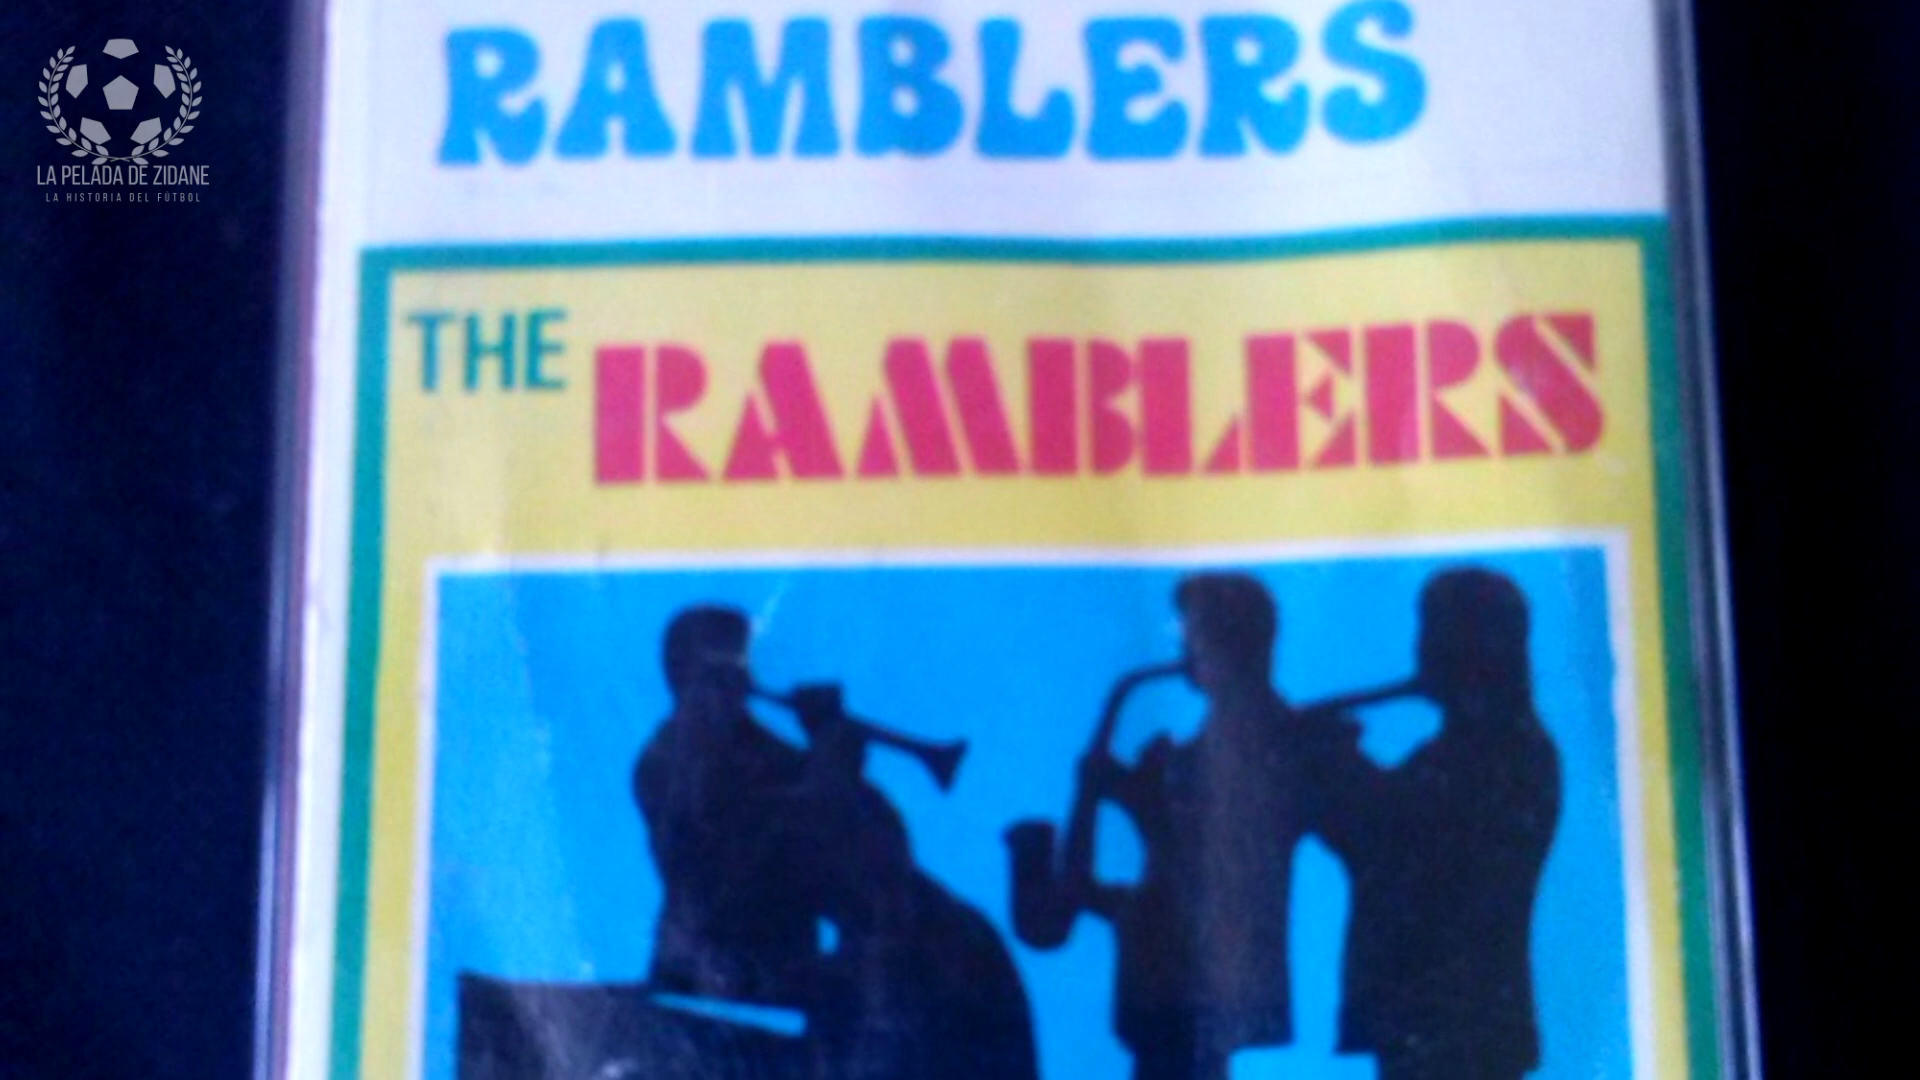 LA PELADA DE ZIDANE
LA HISTORIA DEL FÚTBOL
RAMBLERS
THE RAMBLERS